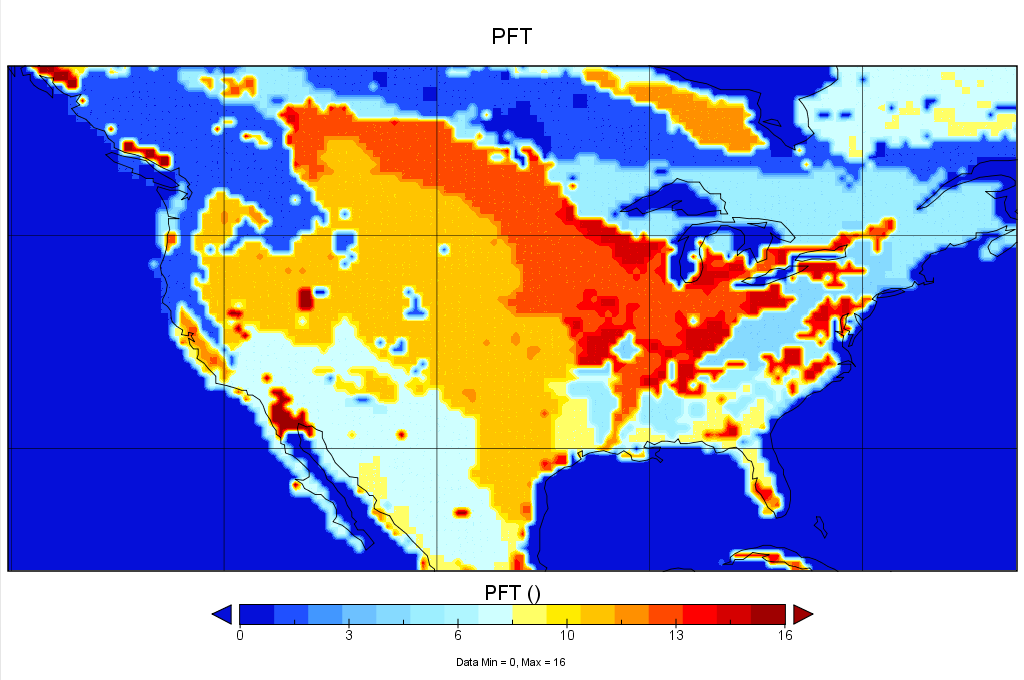 PFT
PFT ()
0 3 6 10 13 16
Data Min = 0, Max = 16